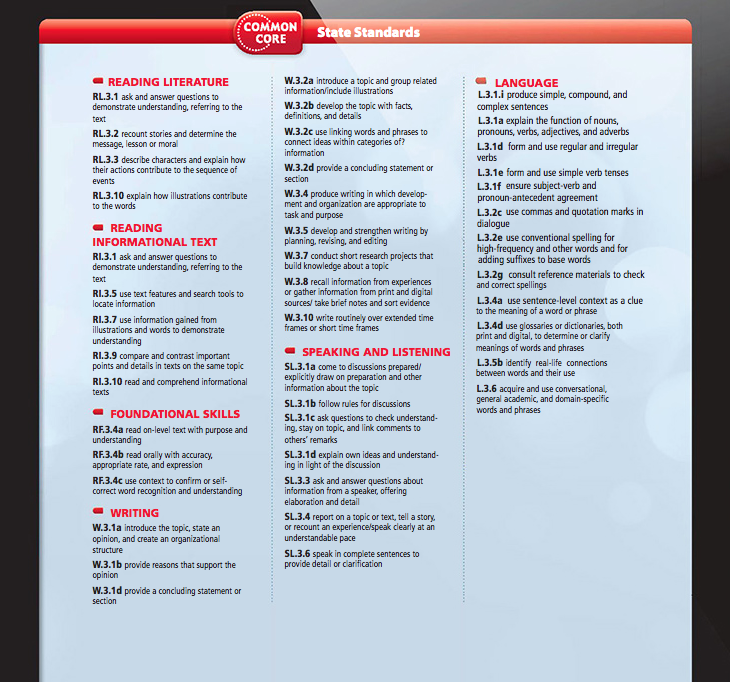 COMMON
CORE
State Standards
READING LITERATURE
RL.3.1 ask and answer questions to
demonstrate understanding, referring to the
text
RL.3.2 recount stories and determine the
message, lesson or moral
RL.3.3 describe characters and explain how
their actions contribute to the sequence of
events
RL.3.10 explain how illustrations contribute
to the words
READING
INFORMATIONAL TEXT
RI.3.1 ask and answer questions to
demonstrate understanding, referring to the
text
RI.3.5 use text features and search tools to
locate information
RI.3.7 use information gained from
illustrations and words to demonstrate
understanding
RI.3.9 compare and contrast important
points and details in texts on the same topic
RI.3.10 read and comprehend informational
texts
FOUNDATIONAL SKILLS
RF.3.4a read on-level text with purpose and
understanding
RF.3.4b read orally with accuracy,
appropriate rate, and expression
RF.3.4c use context to confirm or self-
correct word recognition and understanding
WRITING
W.3.1a introduce the topic, state an
opinion, and create an organizational
structure
W.3.1b provide reasons that support the
opinion
W.3.1d provide a concluding statement or
section
W.3.2a introduce a topic and group related
information/include illustrations
W.3.2b develop the topic with facts,
definitions, and details
W.3.2c use linking words and phrases to
connect ideas within categories of?
information
W.3.2d provide a concluding statement or
section
W.3.4 produce writing in which develop-
ment and organization are appropriate to
task and purpose
W.3.5 develop and strengthen writing by
planning, revising, and editing
W.3.7 conduct short research projects that
build knowledge about a topic
W.3.8 recall information from experiences
or gather information from print and digital
sources/ take brief notes and sort evidence
W.3.10 write routinely over extended time
frames or short time frames
SPEAKING AND LISTENING
SL.3.1a come to discussions prepared/
explicitly draw on preparation and other
information about the topic
SL.3.1b follow rules for discussions
SL.3.1c ask questions to check understand-
ing, stay on topic, and link comments to
others' remarks
SL.3.1d explain own ideas and understand-
ing in light of the discussion
SL.3.3 ask and answer questions about
information from a speaker, offering
elaboration and detail
SL.3.4 report on a topic or text, tell a story,
or recount an experience/speak clearly at an
understandable pace
SL.3.6 speak in complete sentences to
provide detail or clarification
LANGUAGE
L.3.1.i produce simple, compound, and
complex sentences
L.3.1a explain the function of nouns,
pronouns, verbs, adjectives, and adverbs
L.3.1d form and use regular and irregular
verbs
L.3.1e form and use simple verb tenses
L.3.1f ensure subject-verb and
pronoun-antecedent agreement
L.3.2c use commas and quotation marks in
dialogue
L.3.2e use conventional spelling for
high-frequency and other words and for
adding suffixes to base words
L.3.2g consult reference materials to check
and correct spellings
L.3.4a use sentence-level context as a clue
to the meaning of a word or phrase
L.3.4d use glossaries or dictionaries, both
print and digital, to determine or clarify
meanings of words and phrases
L.3.5b identify real-life connections
between words and their use
L.3.6 acquire and use conversational,
general academic, and domain-specific
words and phrases